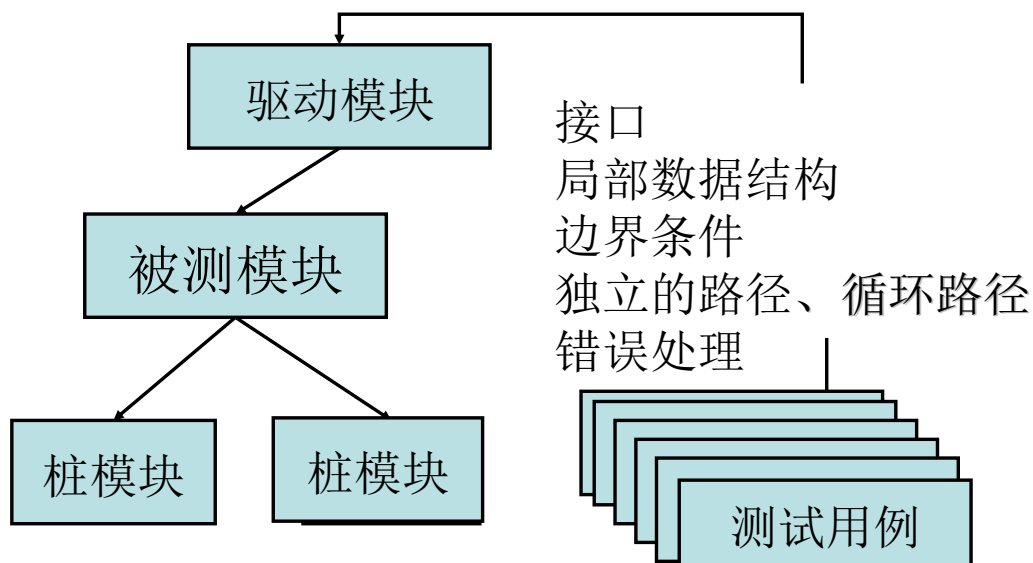 驱动模块
被测模块
桩模块
桩模块
接口
局部数据结构
边界条件
独立的路径、循环路径
错误处理
测试用例